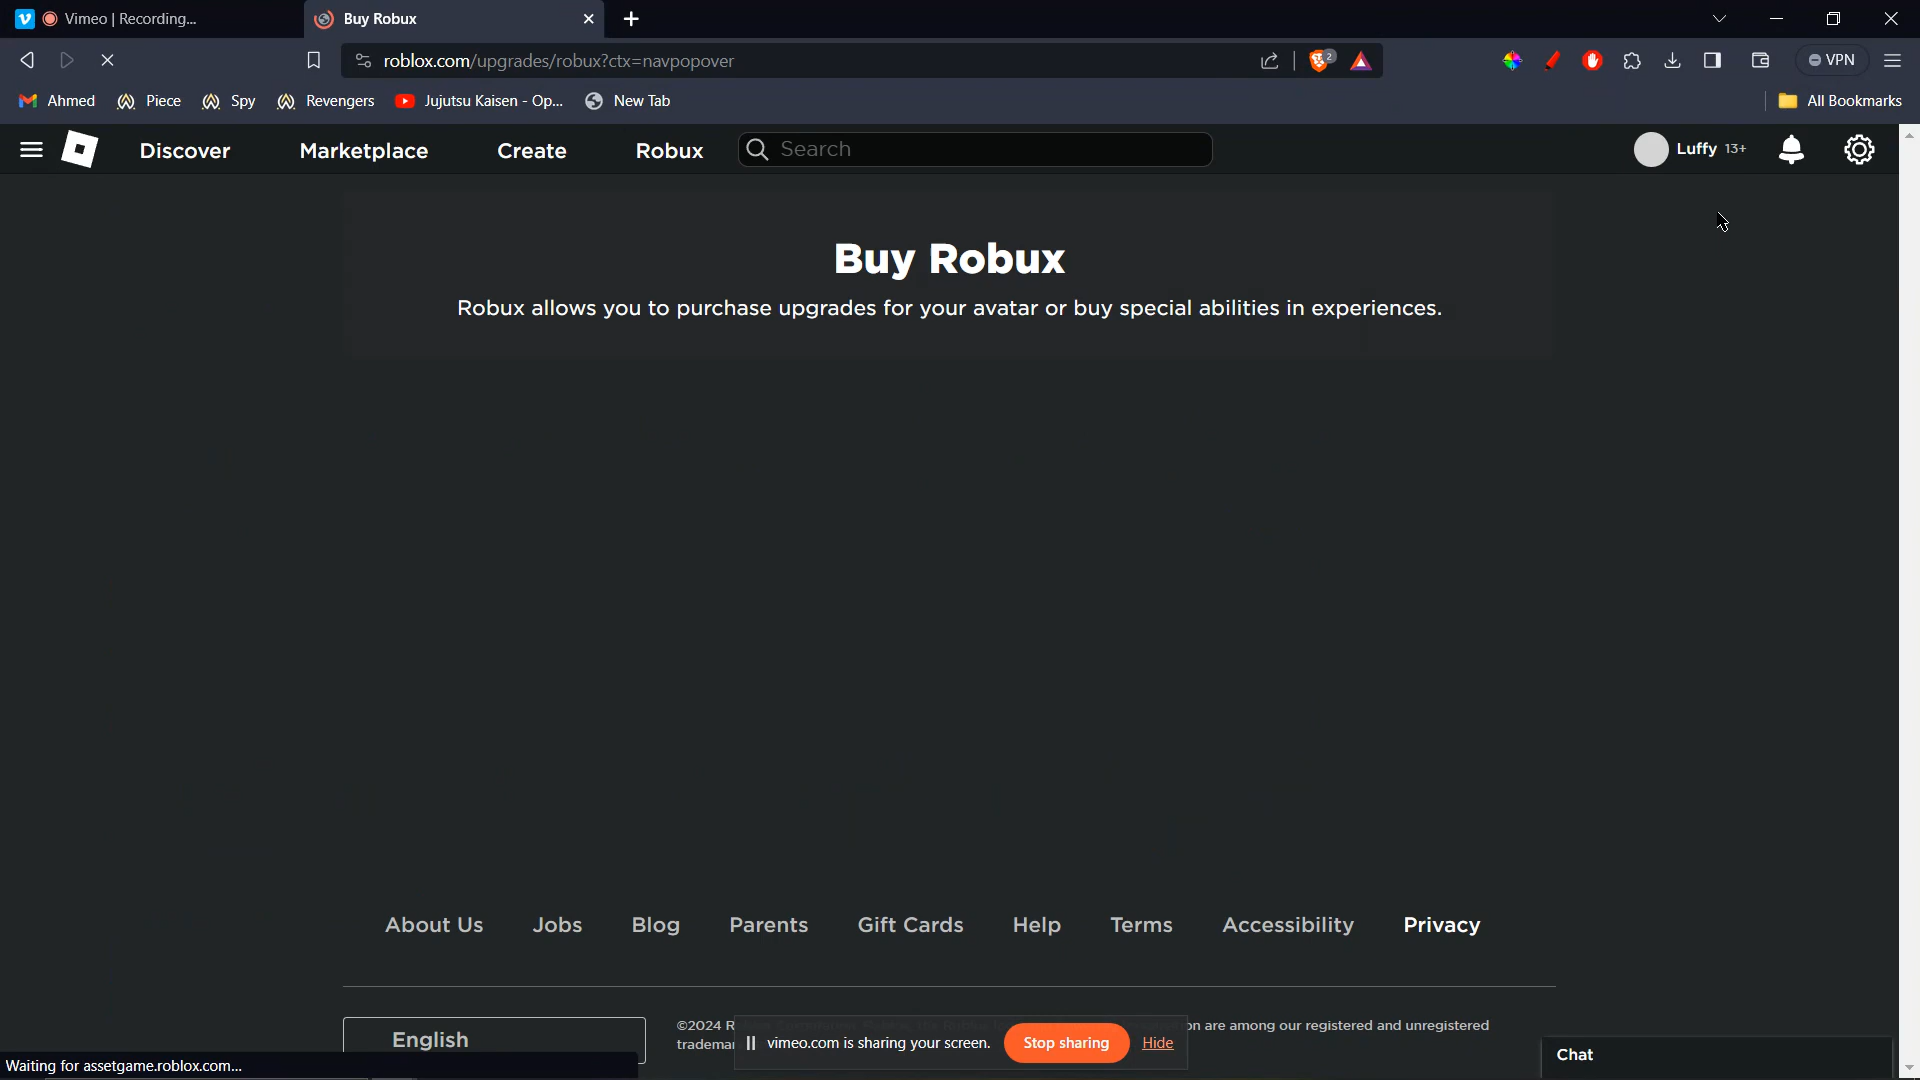 Vimeo | Recording...
Buy Robux
roblox.com/upgrades/robux?ctx=navpopover
2
VPN
Ahmed
Piece
Spy
Revengers
Jujutsu Kaisen - Op...
New Tab
All Bookmarks
Discover
Marketplace
Create
Robux
Search
Luffy 13+
Buy Robux
Robux allows you to purchase upgrades for your avatar or buy special abilities in experiences.
About Us
Jobs
Blog
Parents
Gift Cards
Help
Terms
Accessibility
Privacy
English
©2024 R
on are among our registered and unregistered
tradema
vimeo.com is sharing your screen.
Stop sharing
Hide
Chat
Waiting for assetgame.roblox.com...